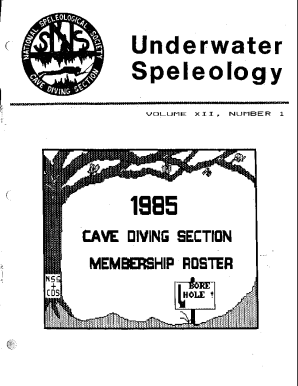 NATIONAL SPELEOLOGICAL SOCIETY
CAVE DIVING SECTION
Underwater
Speleology
VOLUME XII, NUMBER 1
1985
CAVE DIVING SECTION
MEMBERSHIP ROSTER
NSS
+
CDS
BORE
HOLE !